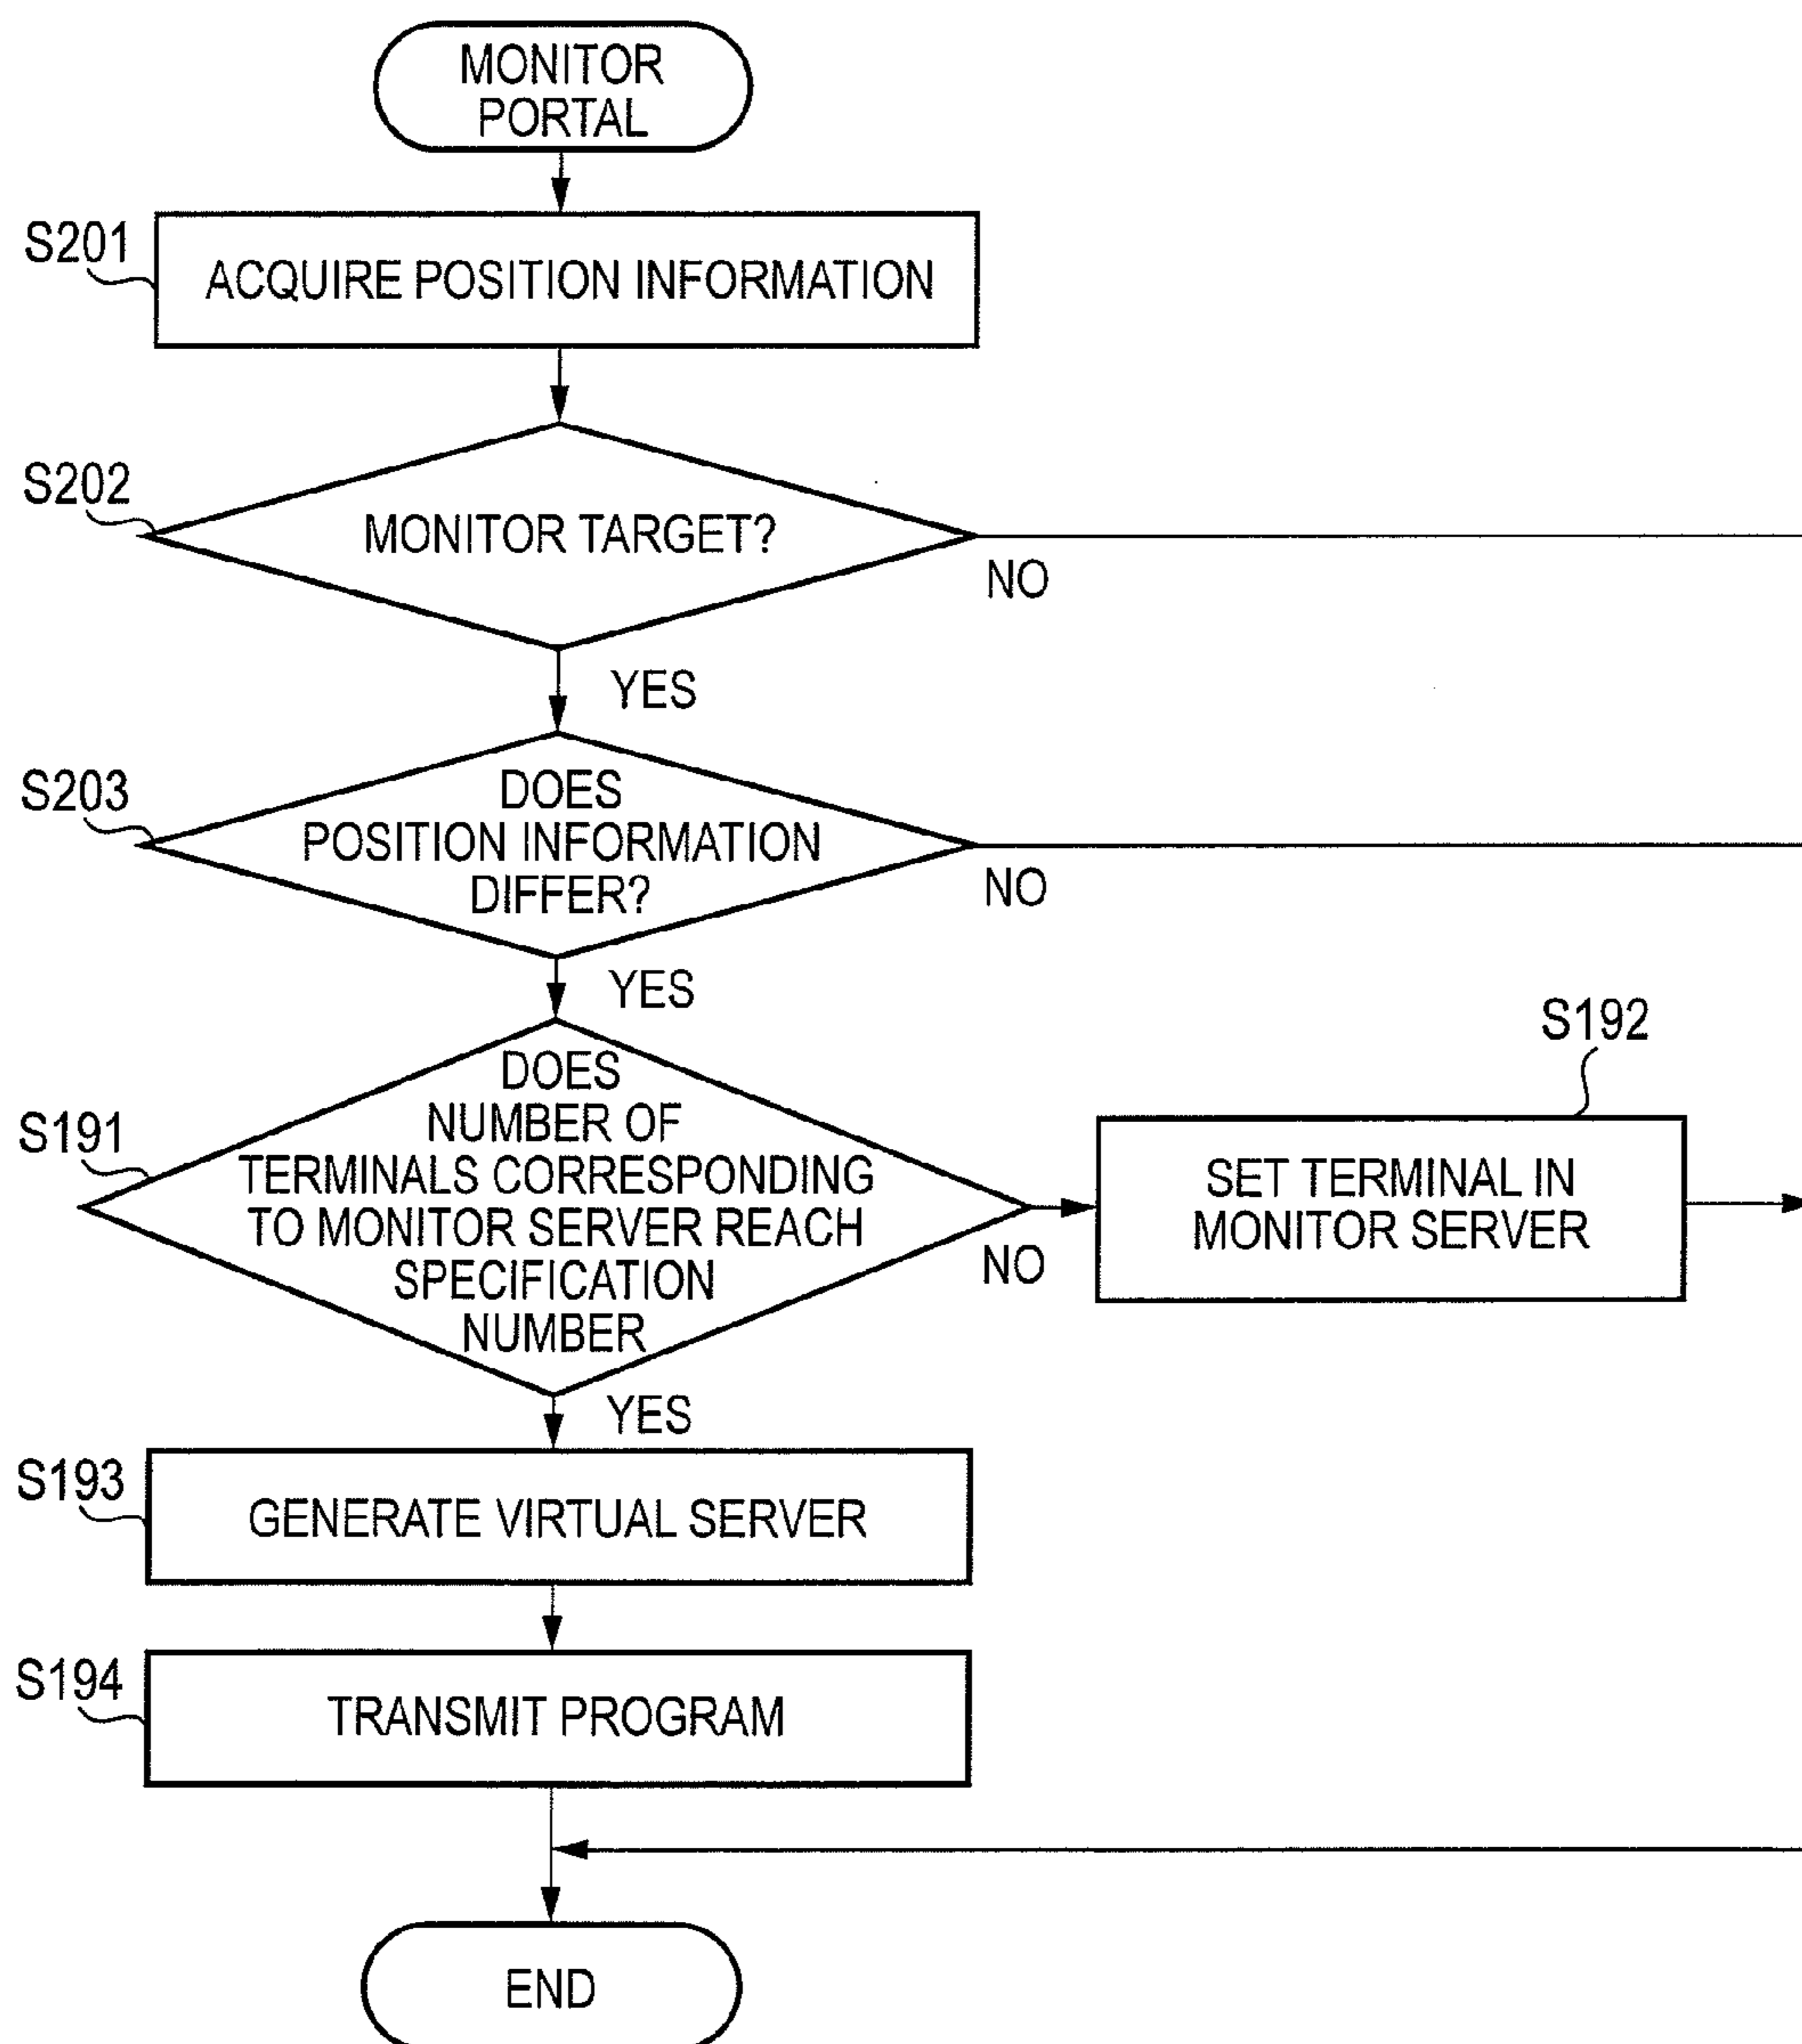 MONITOR
PORTAL
S201
ACQUIRE POSITION INFORMATION
S202
MONITOR TARGET?
NO
YES
S203
DOES
POSITION INFORMATION
DIFFER?
NO
YES
S191
DOES
NUMBER OF
TERMINALS CORRESPONDING
TO MONITOR SERVER REACH
SPECIFICATION
NUMBER
NO
S192
SET TERMINAL IN
MONITOR SERVER
YES
S193
GENERATE VIRTUAL SERVER
S194
TRANSMIT PROGRAM
END